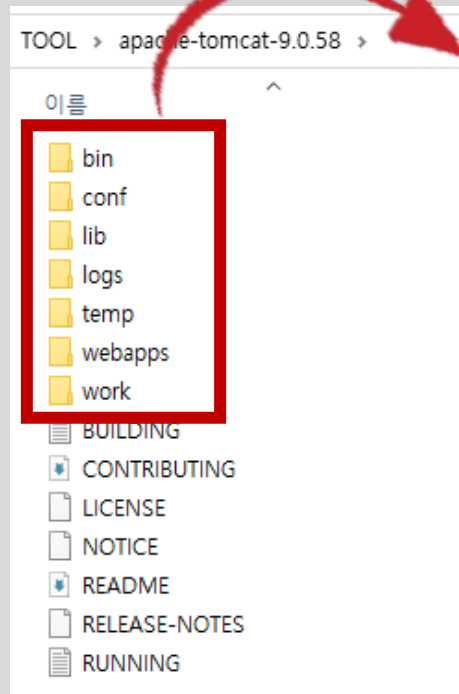 TOOL > apache-tomcat-9.0.58 >
이름
bin
conf
lib
logs
temp
webapps
work
BUILDING
CONTRIBUTING
LICENSE
NOTICE
README
RELEASE-NOTES
RUNNING